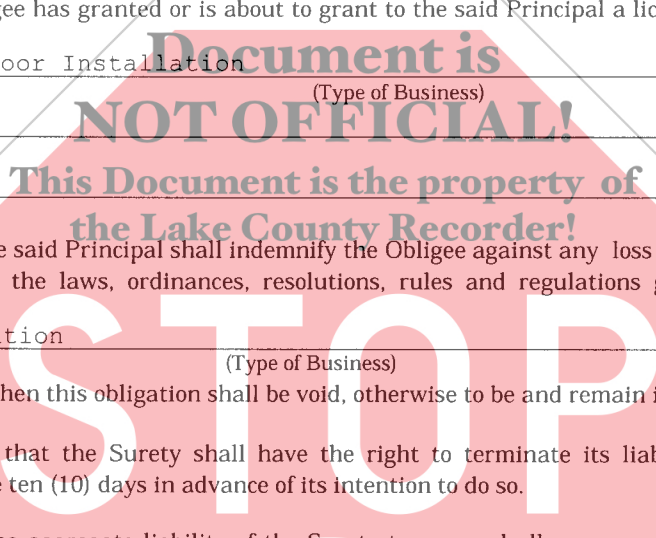 gee has granted or is about to grant to the said Principal a lic
oor Installation
Document is
(Type of Business)
NOT OFFICIAL!
This Document is the property of
the Lake County Recorder!
e said Principal shall indemnify the Obligee against any loss
the laws, ordinances, resolutions, rules and regulations
STOP
tion
(Type of Business)
hen this obligation shall be void, otherwise to be and remain i
that the Surety shall have the right to terminate its liab
e ten (10) days in advance of its intention to do so.